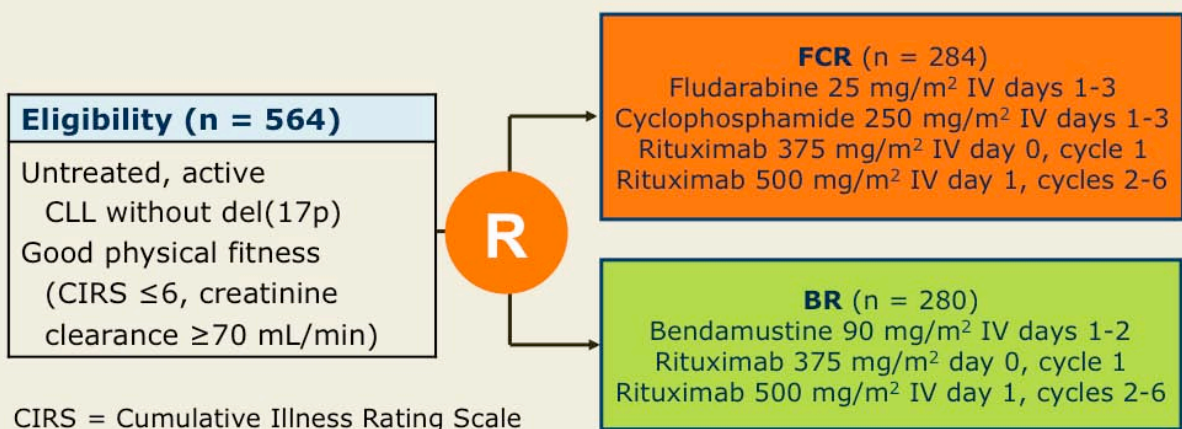 Eligibility (n = 564)
Untreated, active
CLL without del(17p)
Good physical fitness
(CIRS ≤6, creatinine
clearance ≥70 mL/min)
R
FCR (n = 284)
Fludarabine 25 mg/m² IV days 1-3
Cyclophosphamide 250 mg/m² IV days 1-3
Rituximab 375 mg/m² IV day 0, cycle 1
Rituximab 500 mg/m² IV day 1, cycles 2-6
BR (n = 280)
Bendamustine 90 mg/m² IV days 1-2
Rituximab 375 mg/m² day 0, cycle 1
Rituximab 500 mg/m² IV day 1, cycles 2-6
CIRS = Cumulative Illness Rating Scale